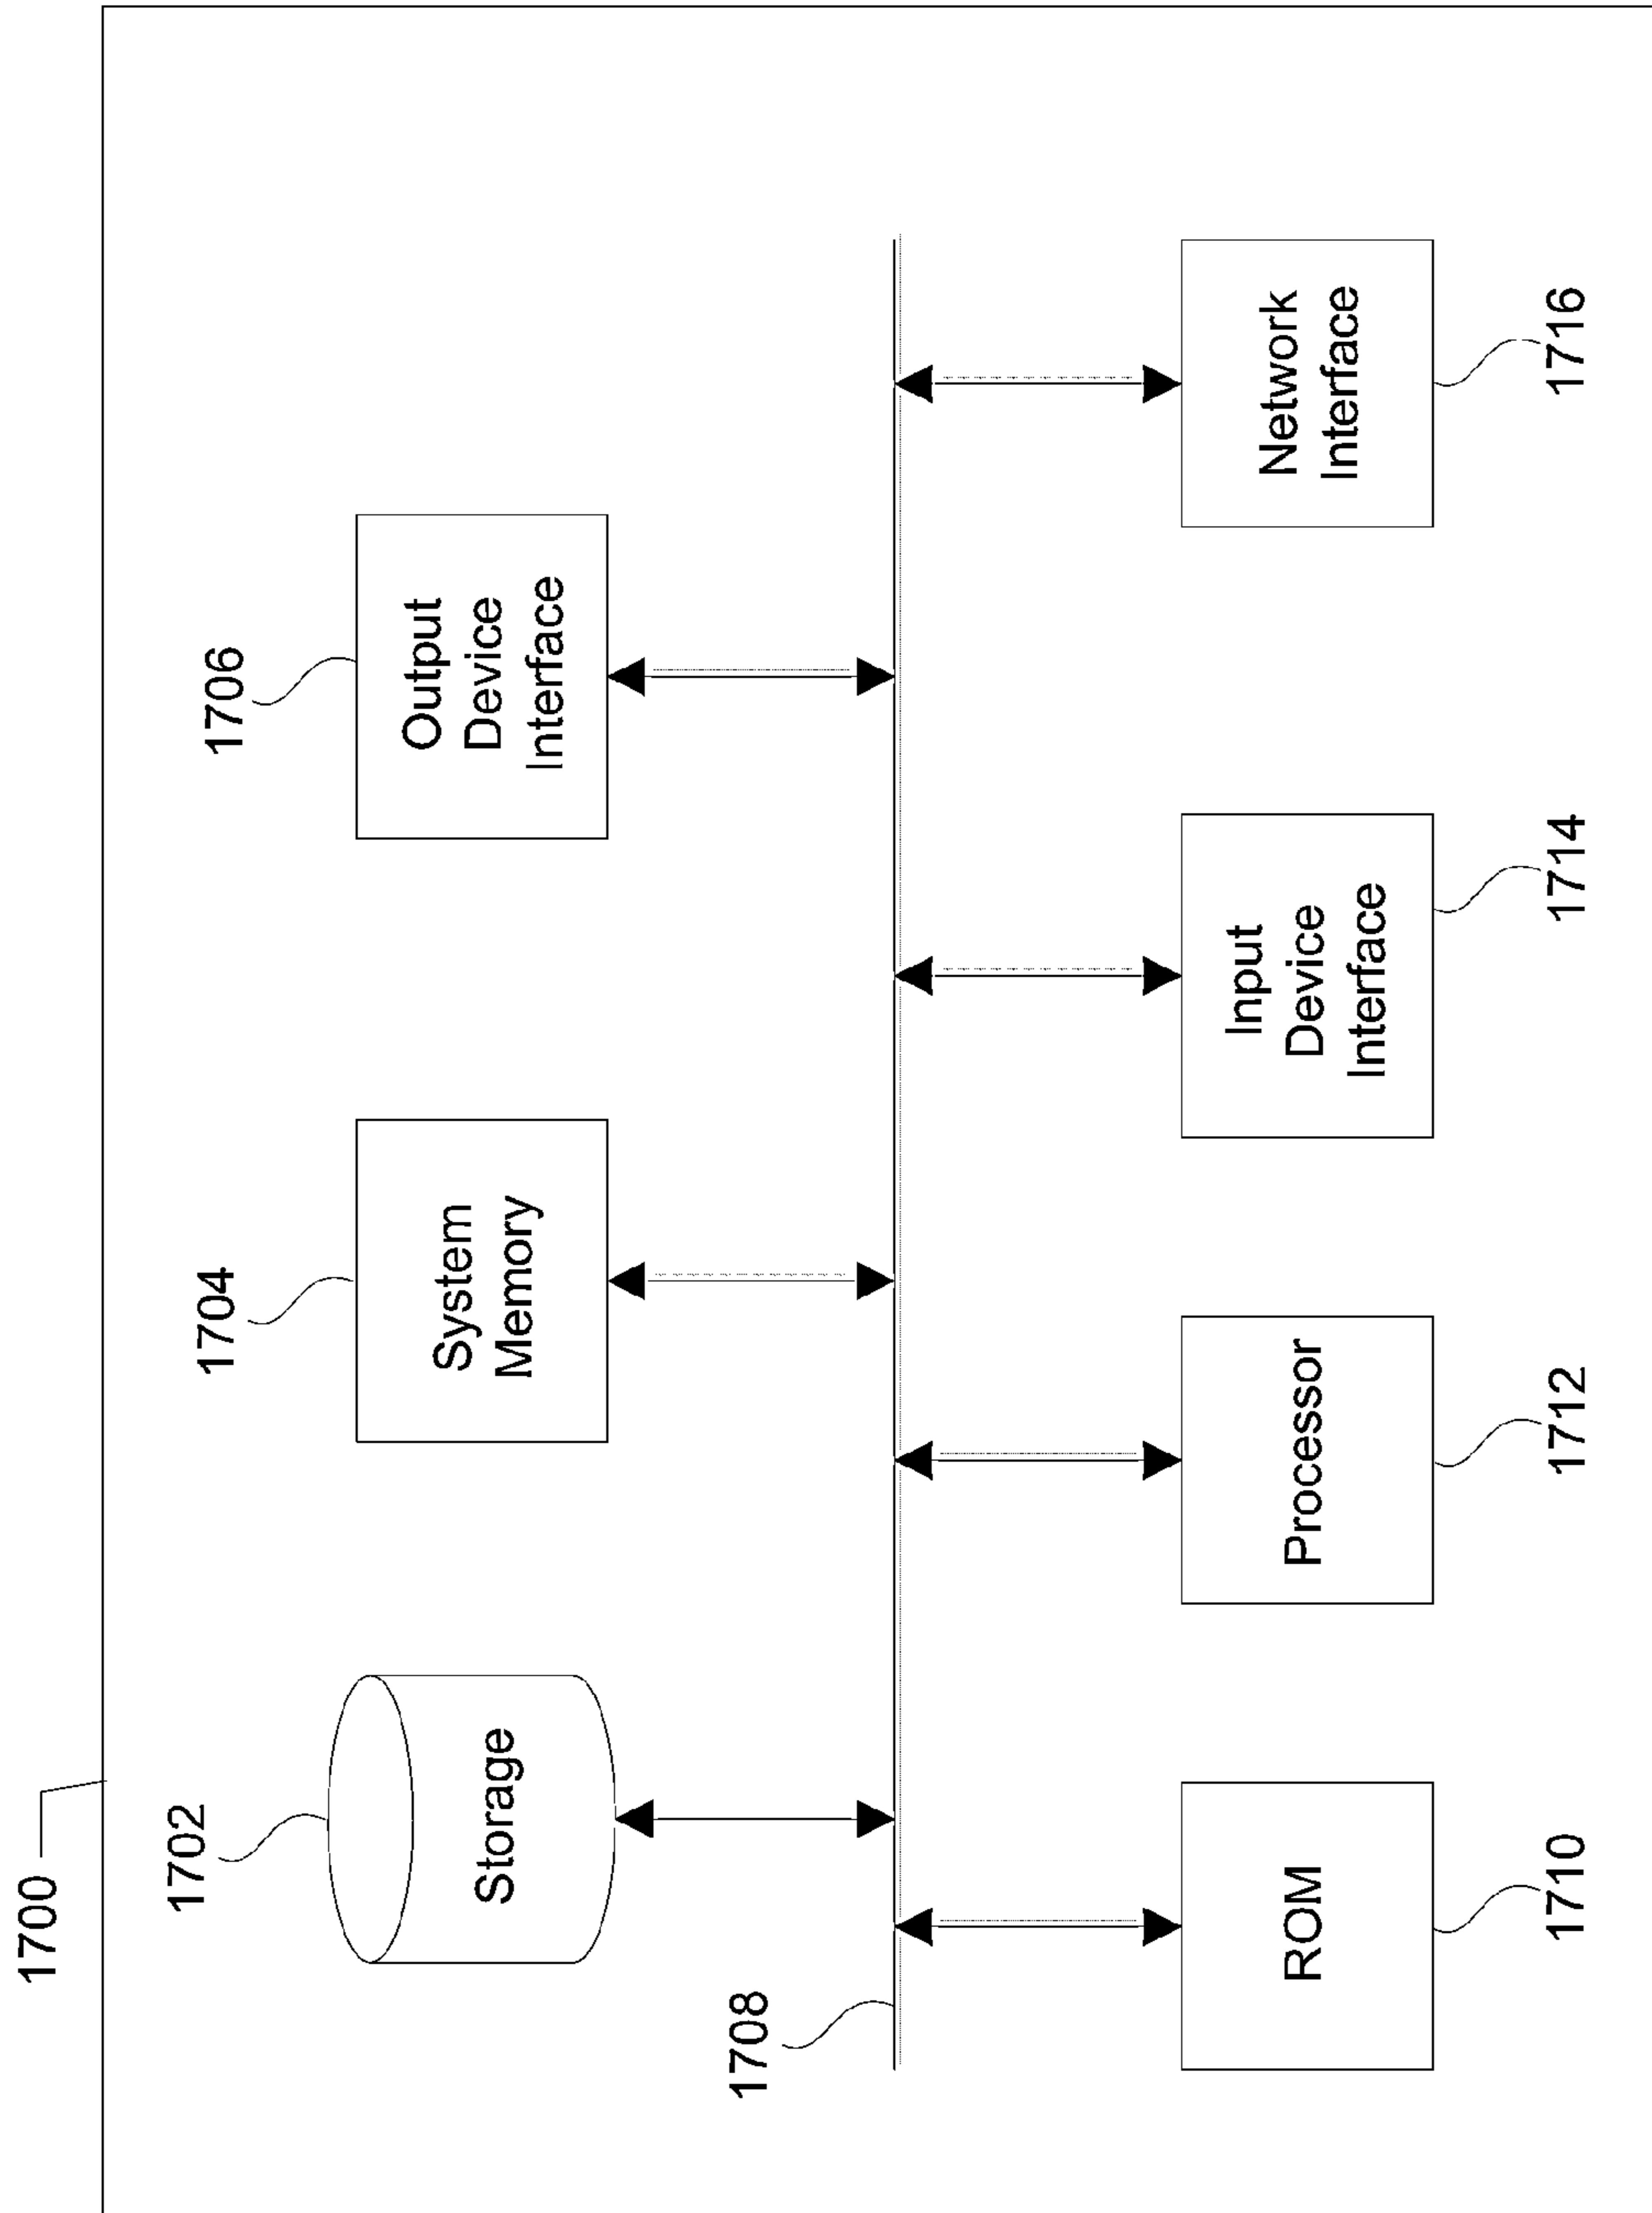 1700
1702
1704
1706
Storage
System
Memory
Output
Device
Interface
1708
ROM
Processor
Input
Device
Interface
Network
Interface
1710
1712
1714
1716